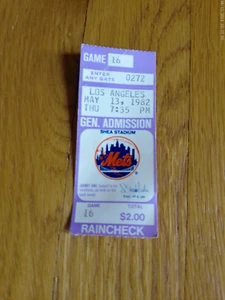 GAME 16
ENTER
ANY GATE 0272
LOS ANGELES
MAY 13, 1982
THU 7:35 PM
GEN. ADMISSION
SHEA STADIUM
Mets
GAME TOTAL
16 $2.00
RAINCHECK